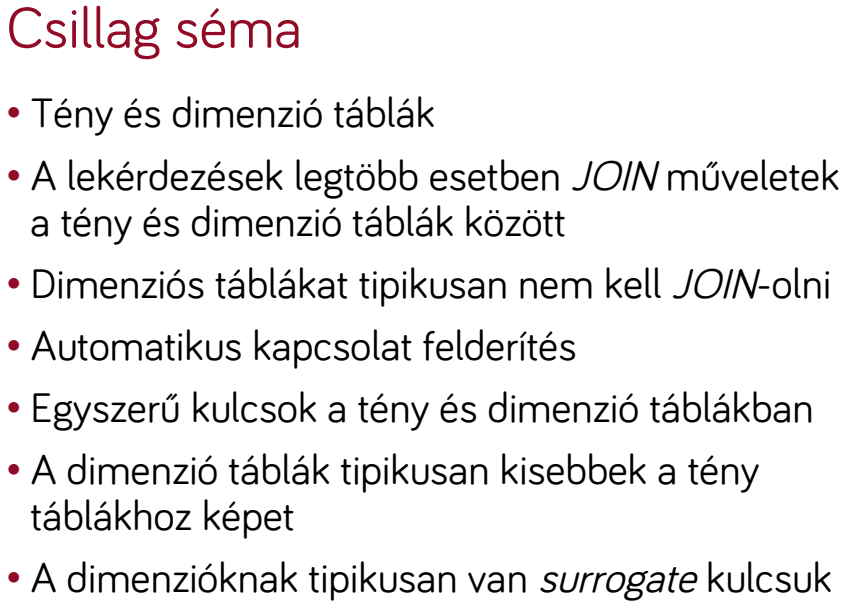 Csillag séma
• Tény és dimenzió táblák
• A lekérdezések legtöbb esetben JOIN műveletek
a tény és dimenzió táblák között
• Dimenziós táblákat tipikusan nem kell JOIN-olni
• Automatikus kapcsolat felderítés
• Egyszerű kulcsok a tény és dimenzió táblákban
• A dimenzió táblák tipikusan kisebbek a tény
táblákhoz képet
• A dimenzióknak tipikusan van surrogate kulcsuk